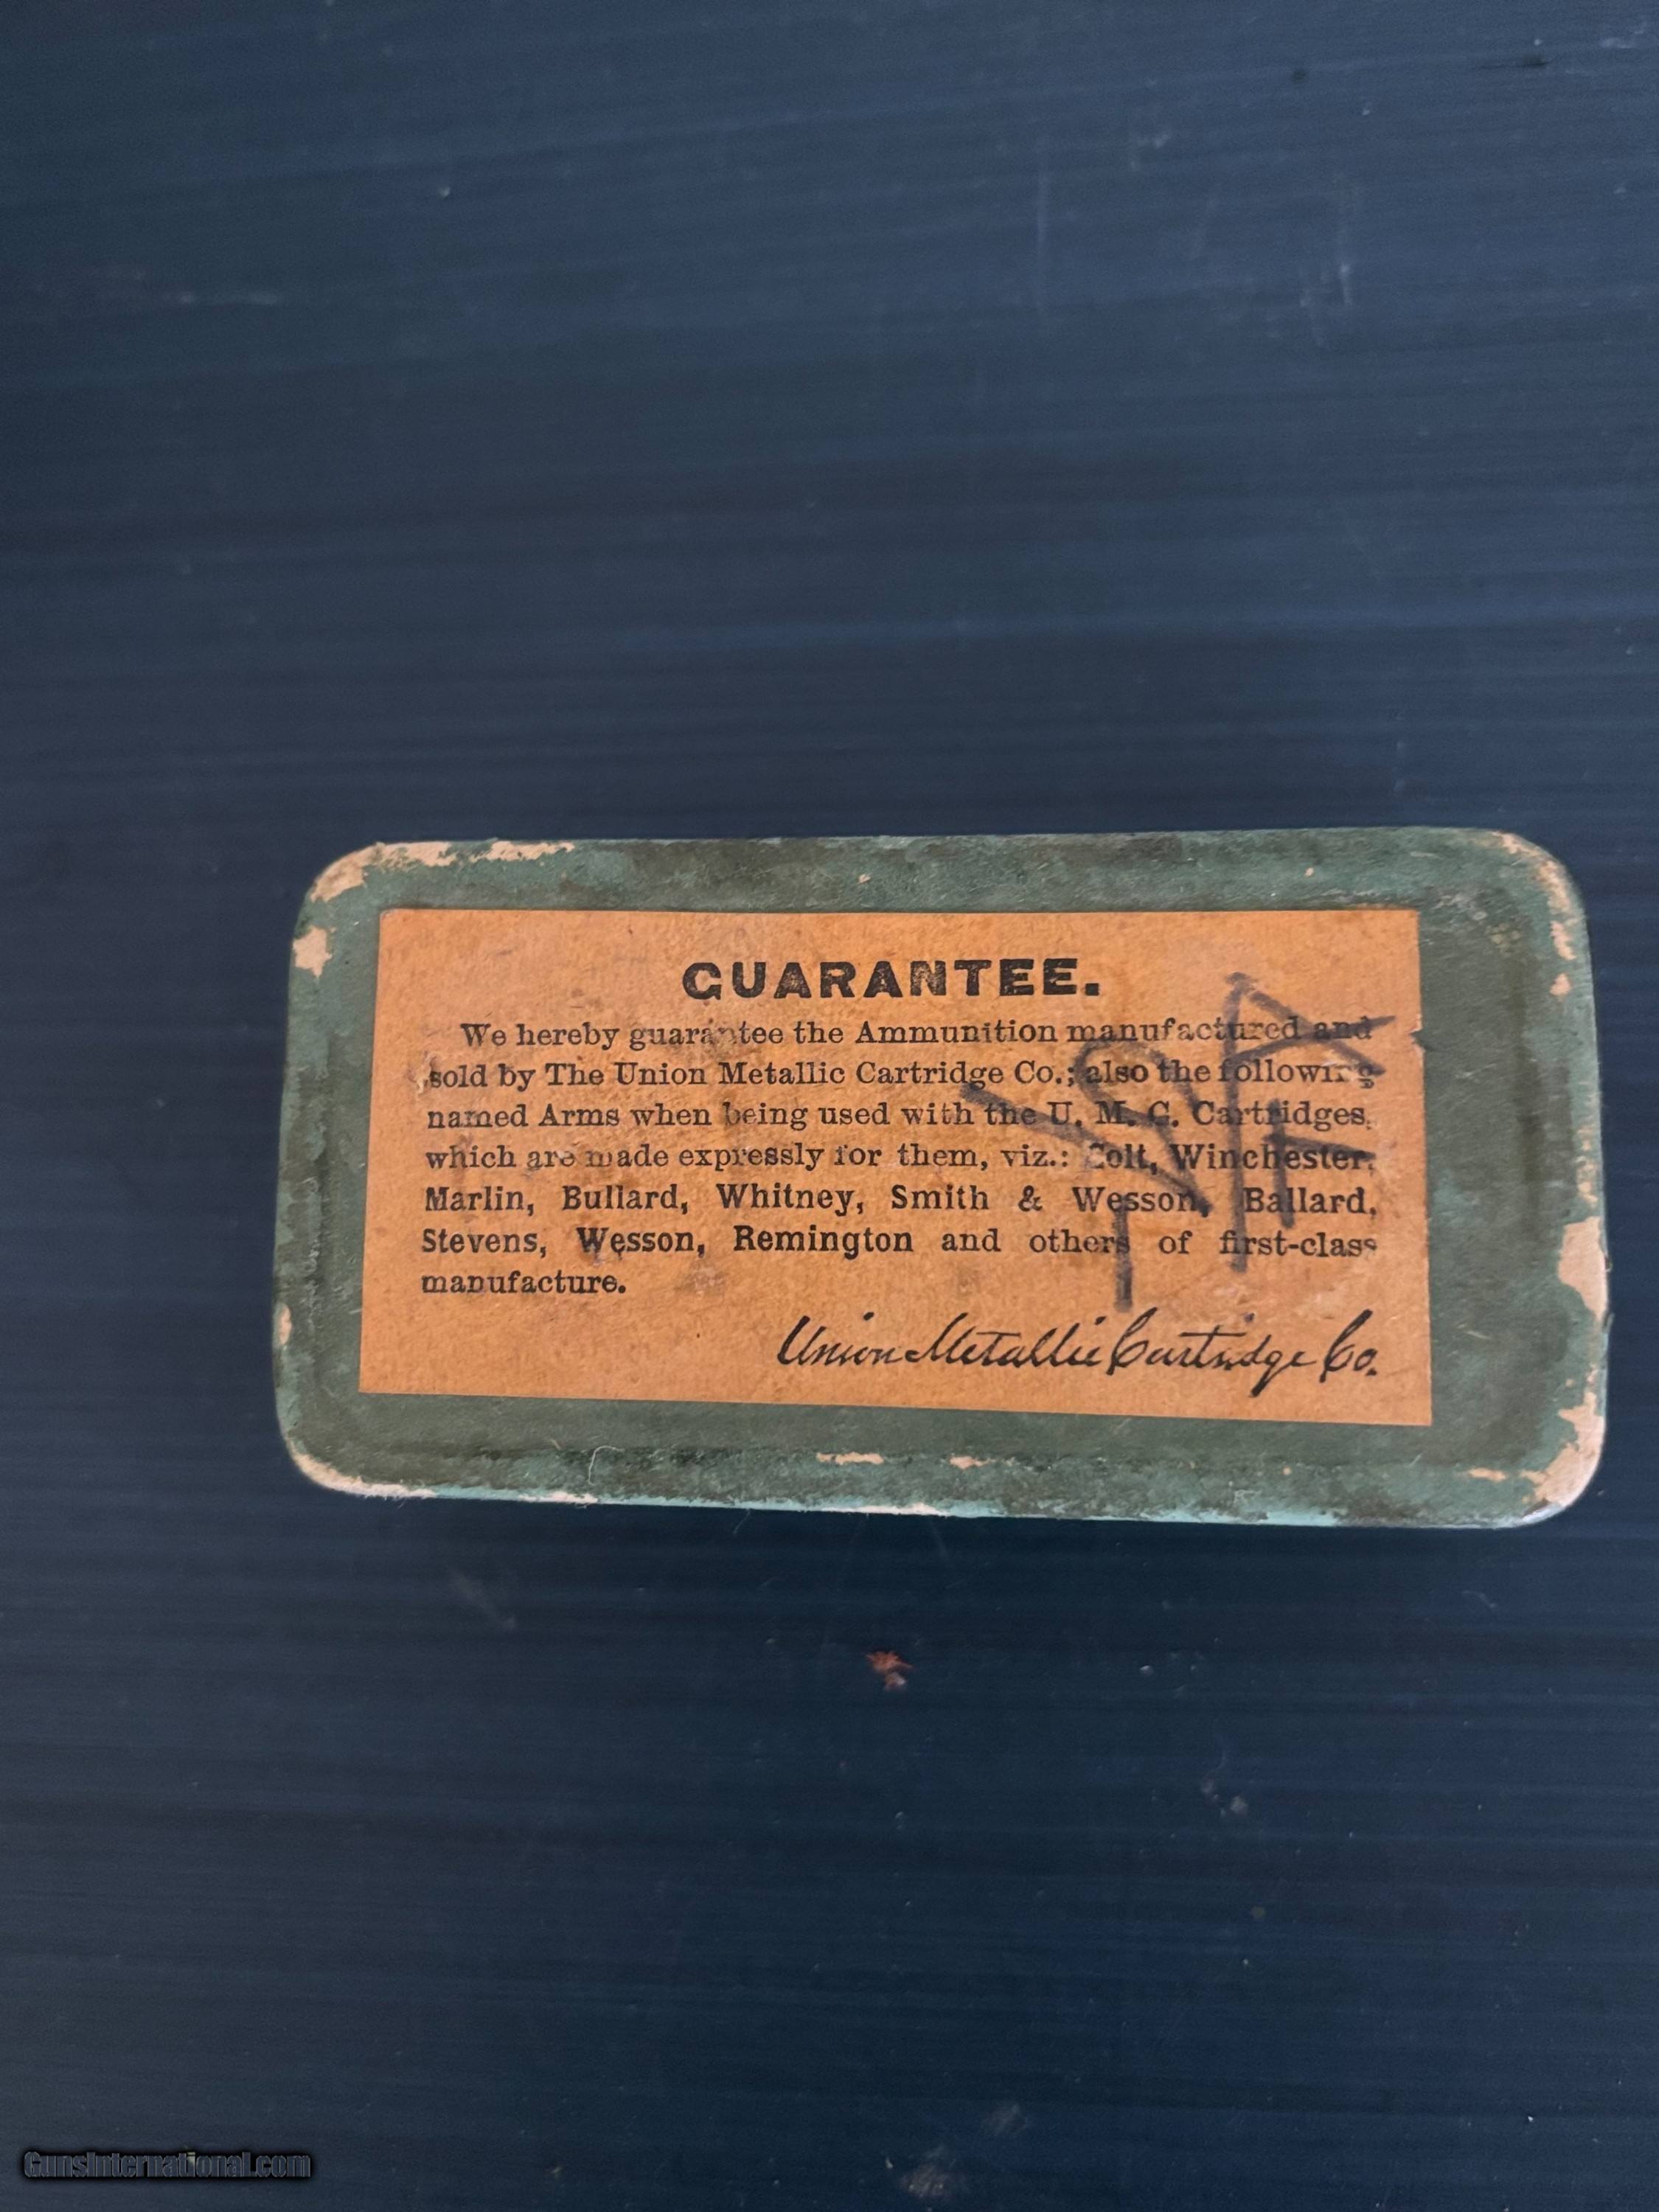 GUARANTEE.
We hereby guarantee the Ammunition manufactured and
sold by The Union Metallic Cartridge Co.; also the following
named Arms when being used with the U. M. C. Cartridges,
which are made expressly for them, viz.: Colt, Winchester,
Marlin, Bullard, Whitney, Smith & Wesson, Ballard,
Stevens, Wesson, Remington and others of first-class
manufacture.
Union Metallic Cartridge Co.
GunsInternational.com